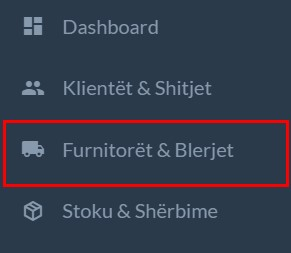 Dashboard
Klientët & Shitjet
Furnitorët & Blerjet
Stoku & Shërbime